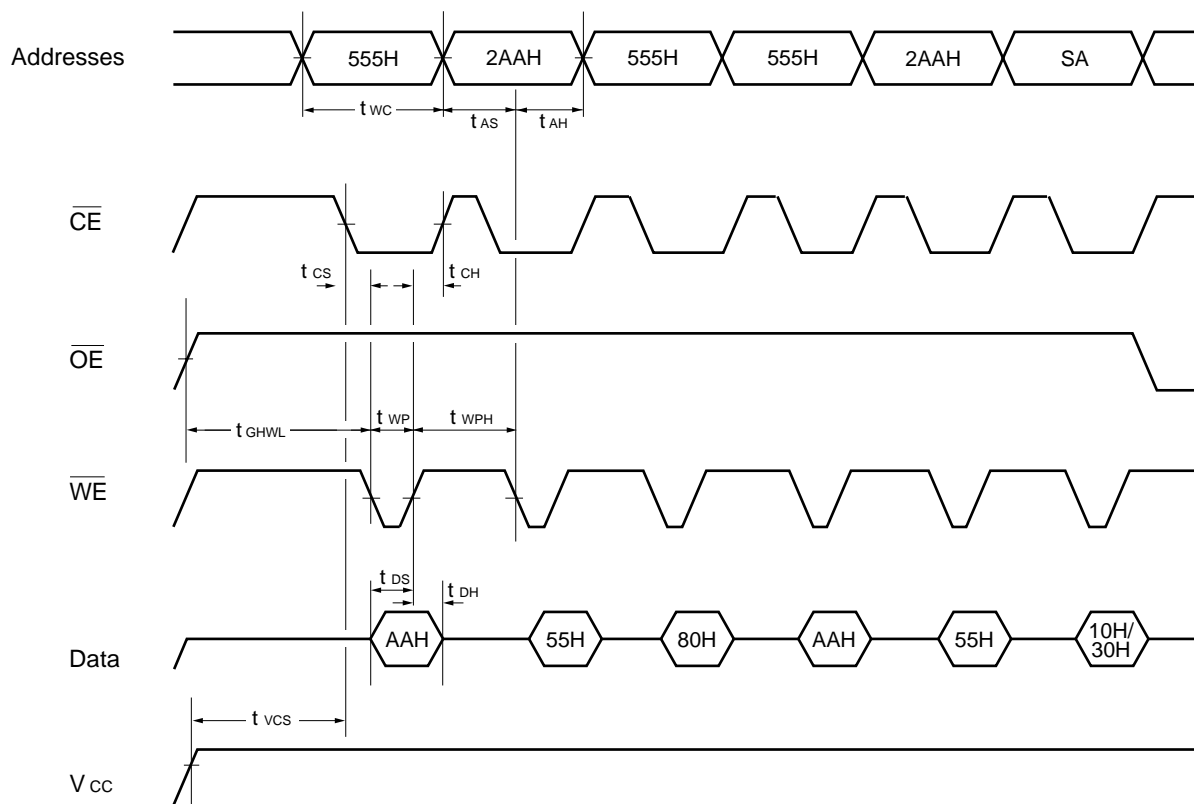 Addresses 555H 2AAH 555H 555H 2AAH SA
t WC t AS t AH
CE
t CS t CH
OE
t GHWL t WP t WPH
WE
t DS t DH
Data AAH 55H 80H AAH 55H 10H/
30H
t VCS
V CC